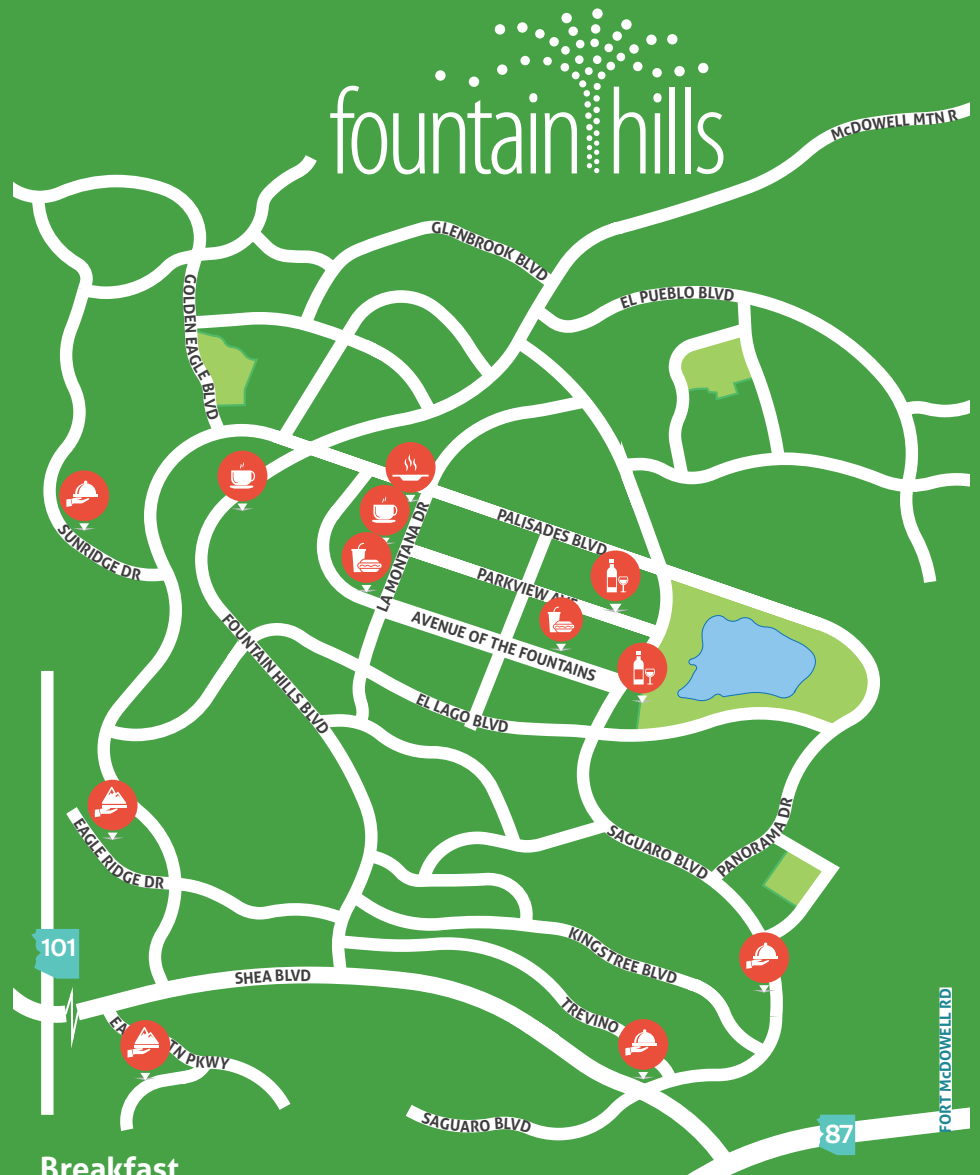 fountain hills
McDOWELL MTN R
GLENBROOK BLVD
EL PUEBLO BLVD
GOLDEN EAGLE BLVD
PALISADES BLVD
LA MONTANA DR
SUNRIDGE DR
PARKVIEW AVE
AVENUE OF THE FOUNTAINS
FOUNTAIN HILLS BLVD
EL LAGO BLVD
SAGUARO BLVD
PANORAMA DR
EAGLE RIDGE DR
101
KINGSTREE BLVD
SHEA BLVD
TREVINO
TN PKWY
FORT McDOWELL RD
SAGUARO BLVD
87
Breakfast